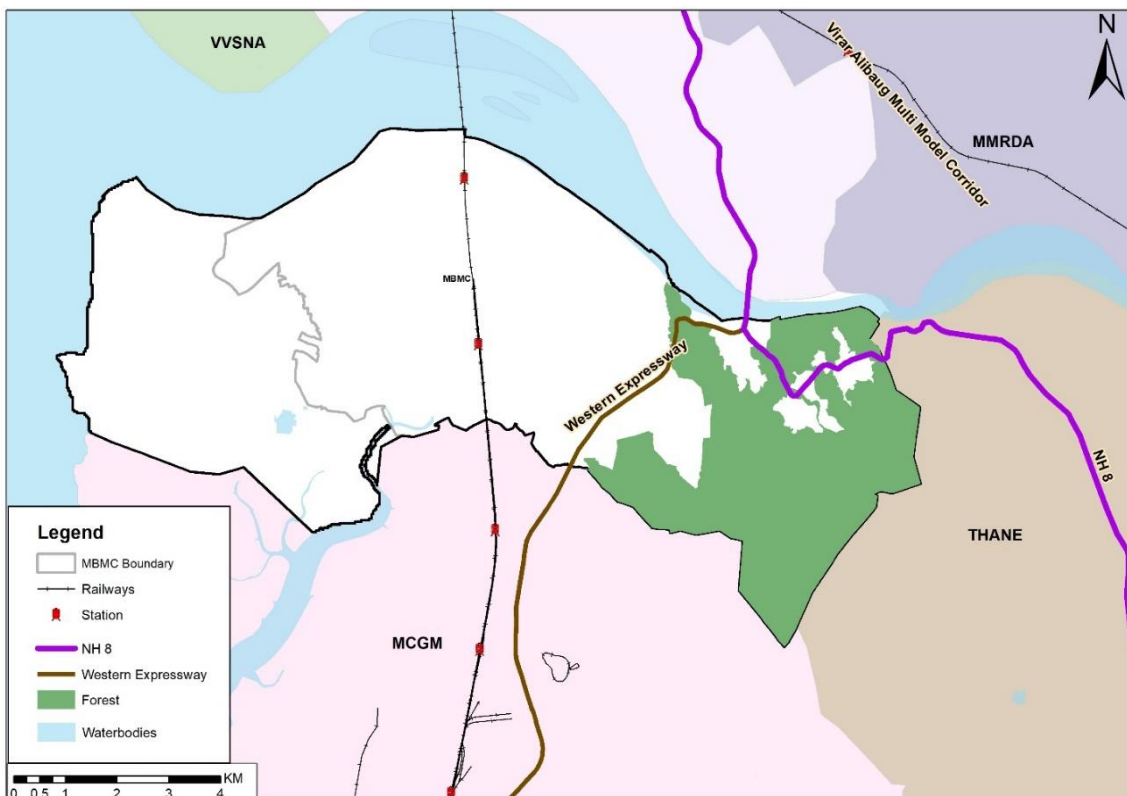 VVSNA
N
Virar Alibaug Multi Model Corridor
MMRDA
MBMC
Western Expressway
NH 8
THANE
MCGM
Legend
MBMC Boundary
Railways
Station
NH 8
Western Expressway
Forest
Waterbodies
0 0.5 1 2 3 4 KM